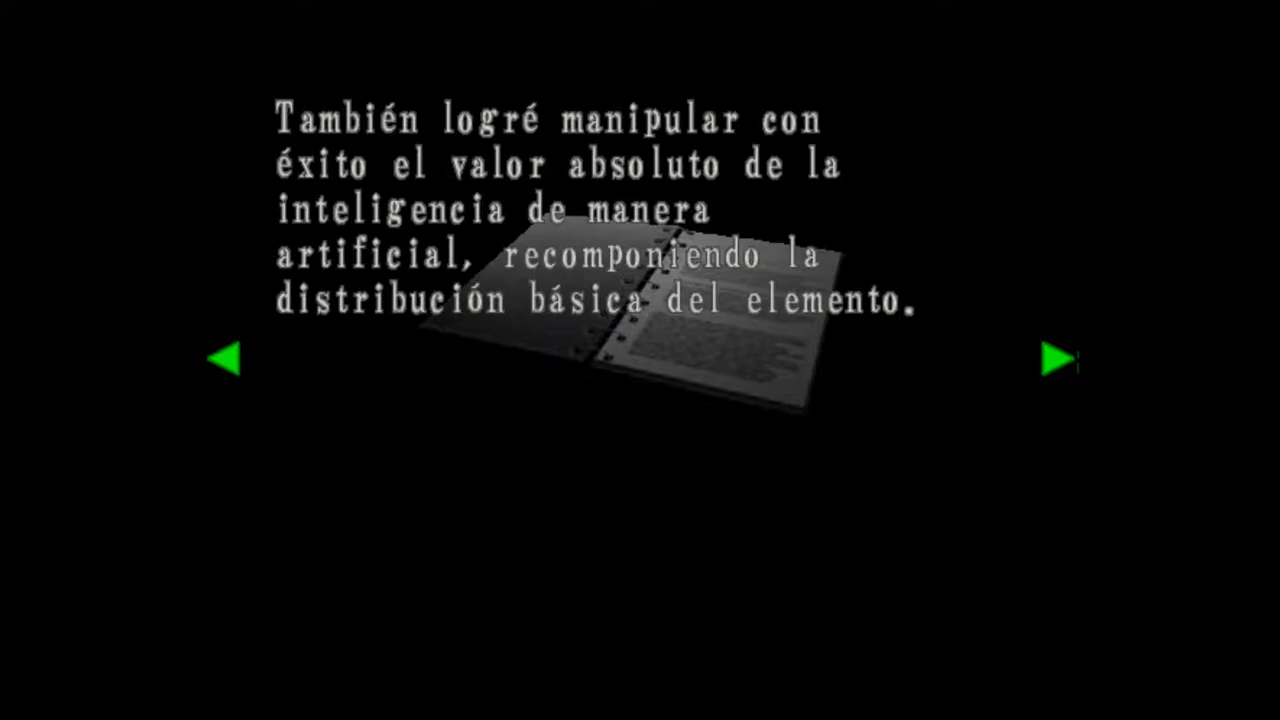 También logré manipular con
éxito el valor absoluto de la
inteligencia de manera
artificial, recomponiendo la
distribución básica del elemento.